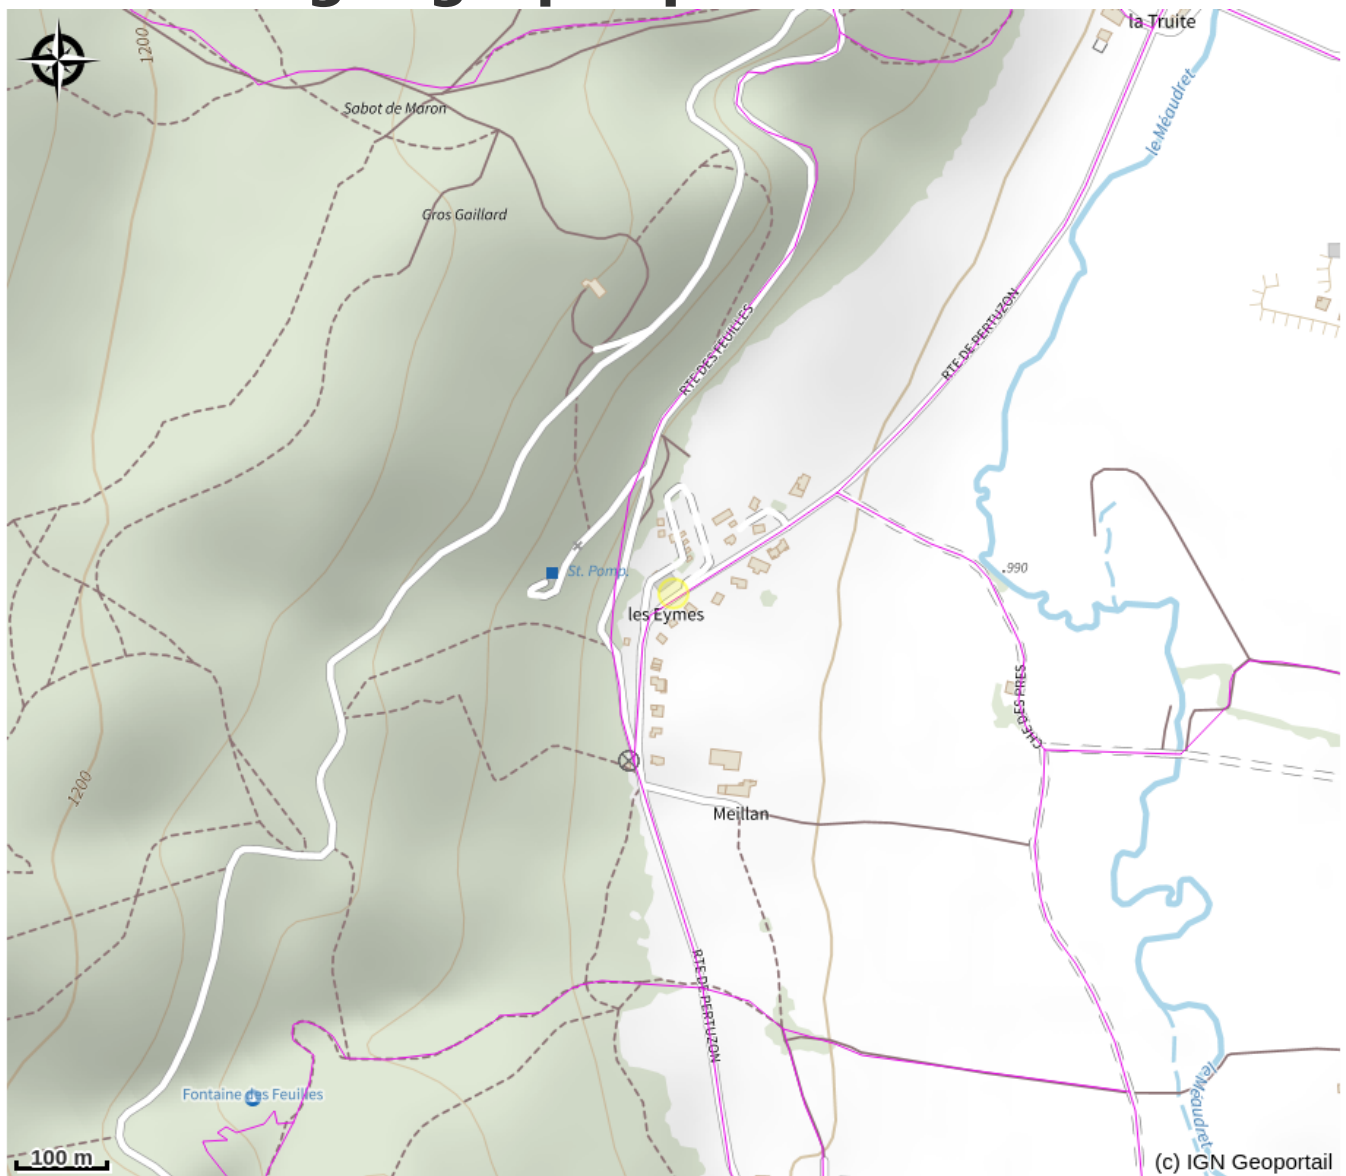 la Truite
1200
le Méaudret
Sabot de Maron
Gros Gaillard
RTE DES FEUILLES
RTE DE PERTUZON
St. Pomp.
.990
les Eymes
CHE DES PRES
1200
Meillan
RTE DE PERTUZON
Fontaine des Feuilles
le Méaudret
100 m
(c) IGN Geoportail